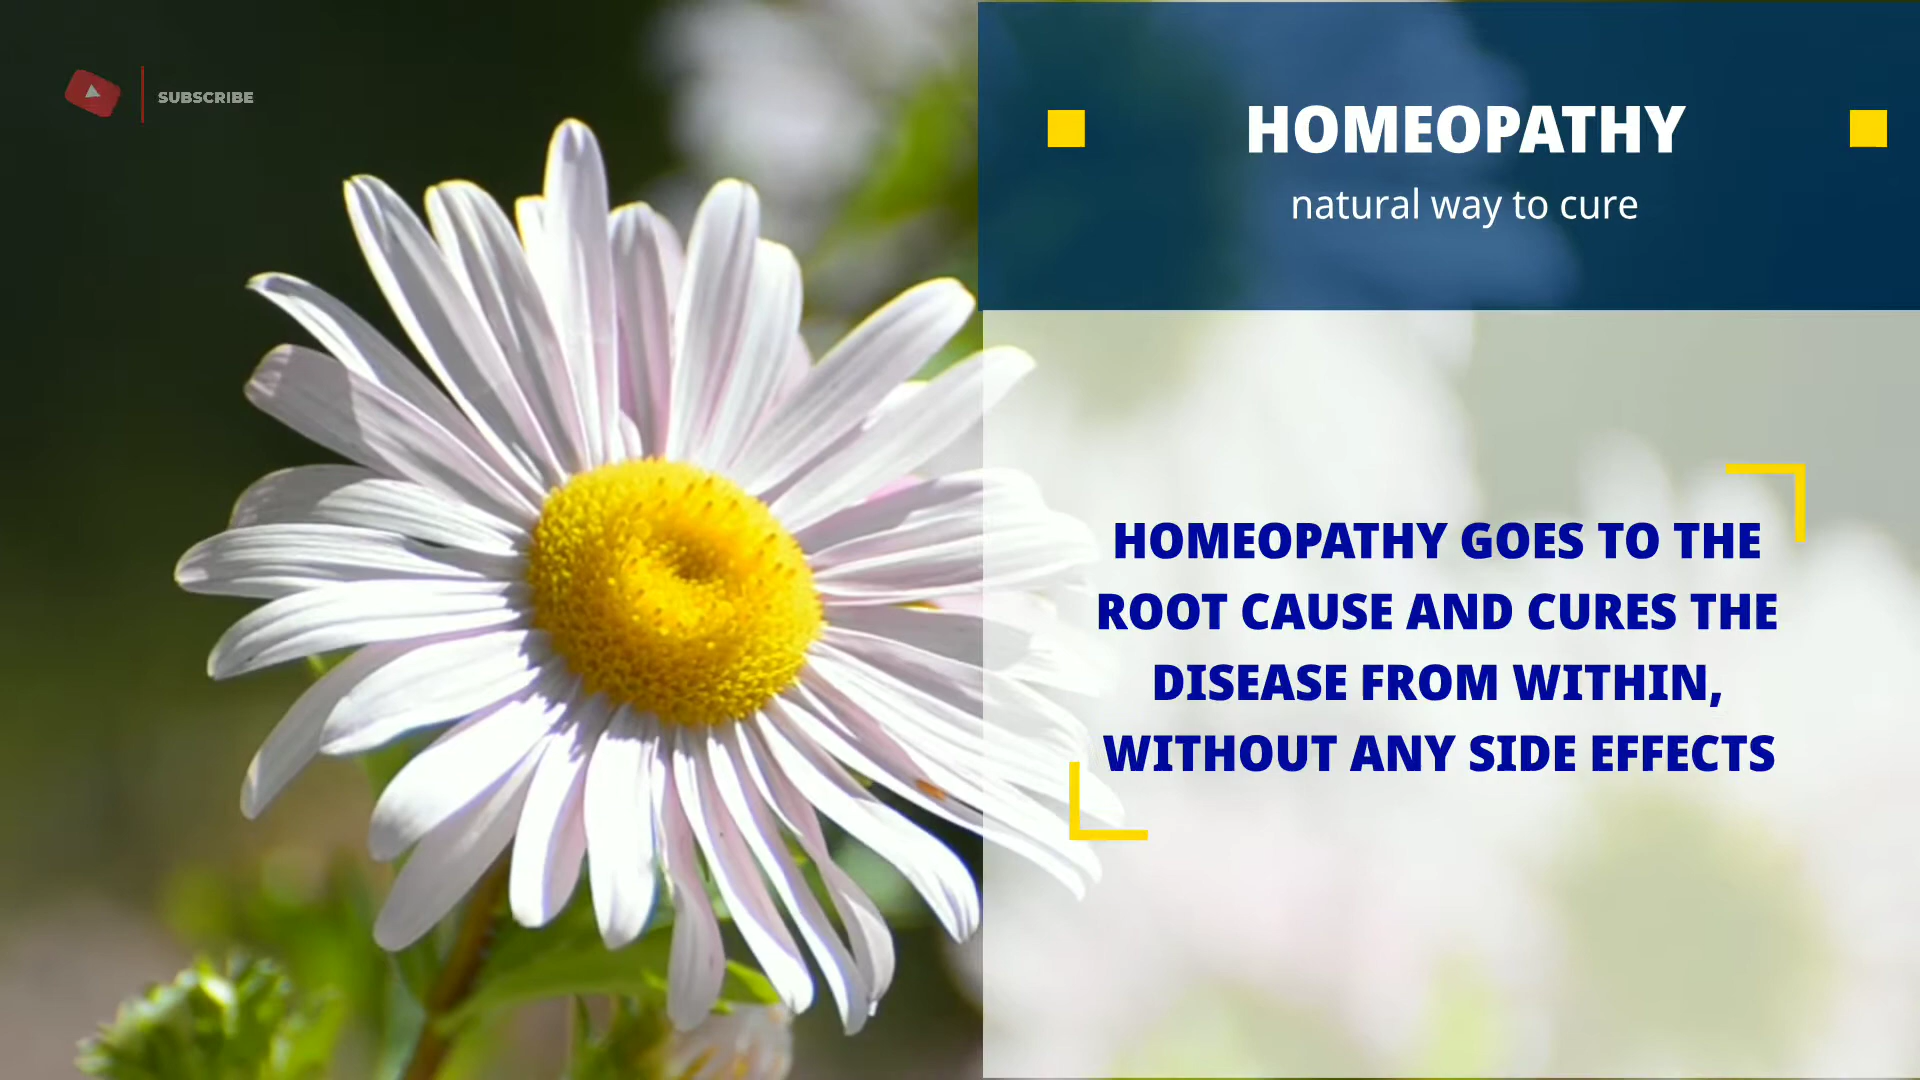 SUBSCRIBE
HOMEOPATHY
natural way to cure
HOMEOPATHY GOES TO THE
ROOT CAUSE AND CURES THE
DISEASE FROM WITHIN,
WITHOUT ANY SIDE EFFECTS